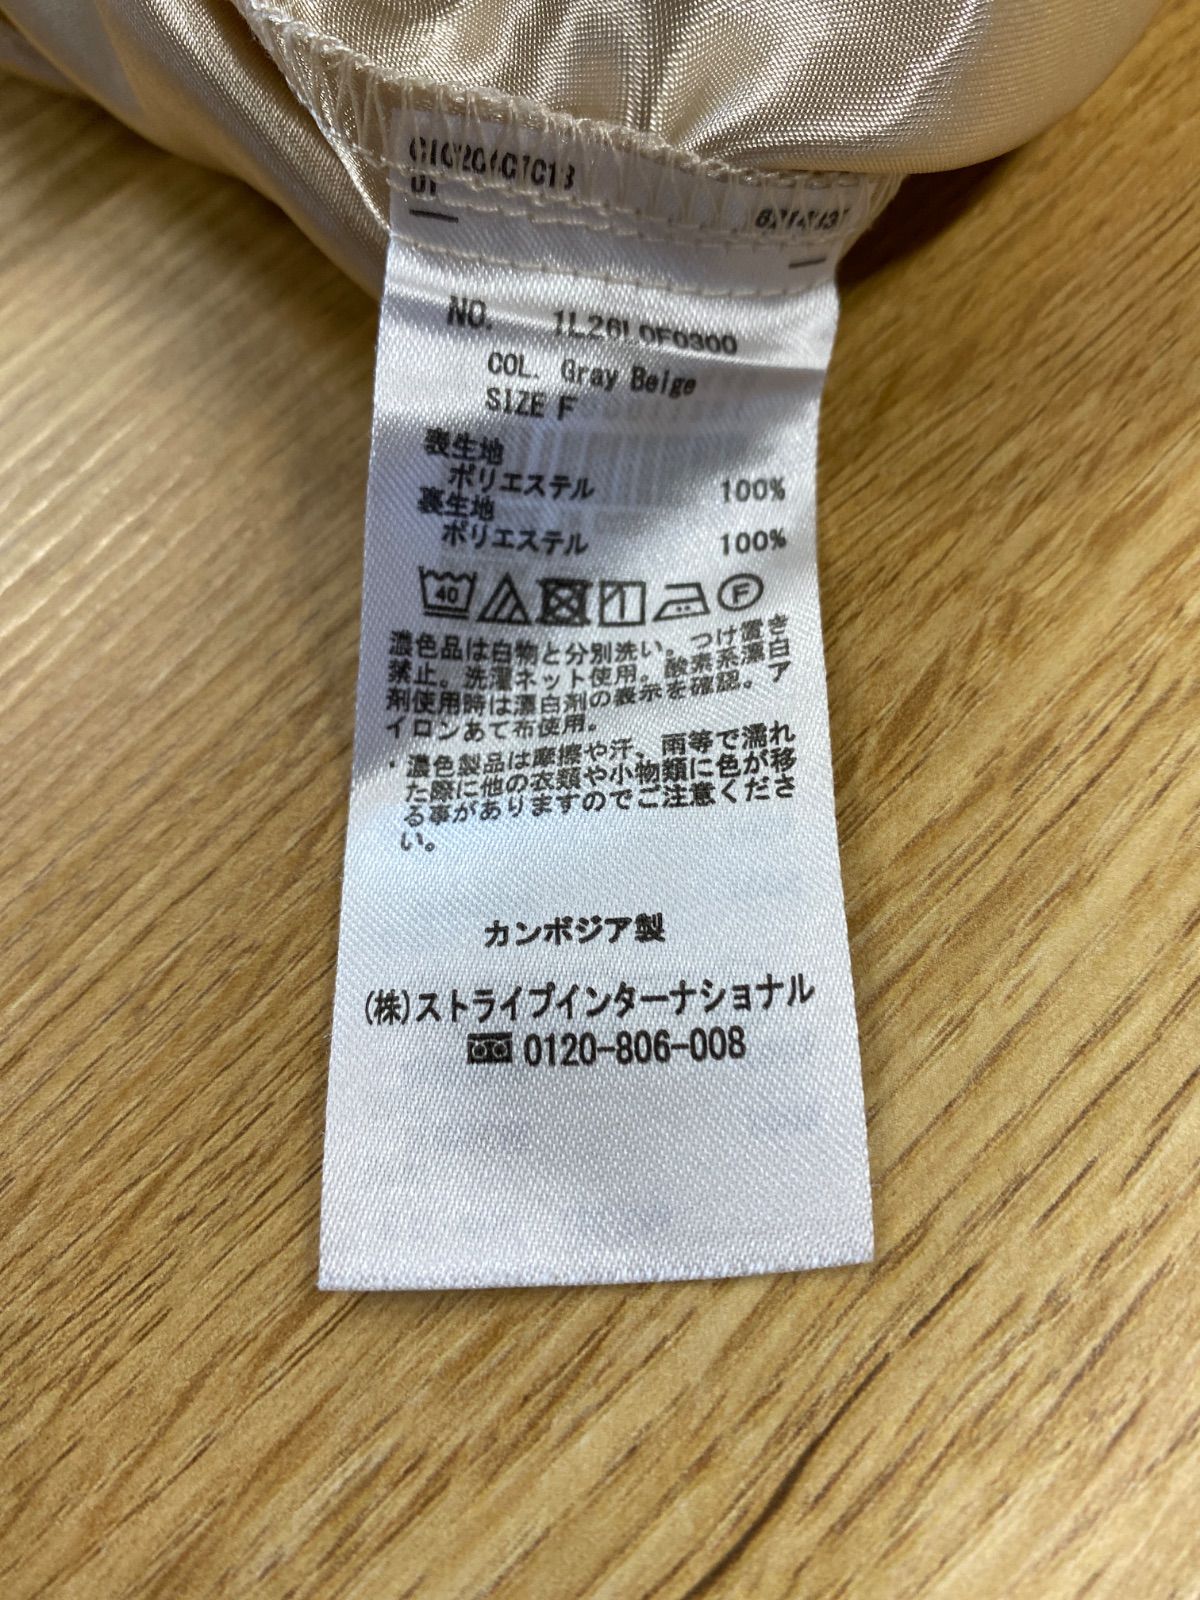 NO. 1L26L0F0300
COL. Gray Beige
SIZE F
表生地
ポリエステル 100%
裏生地
ポリエステル 100%
40
F
濃色品は白物と分別洗い。つけ置き
禁止。洗濯ネット使用。酸素系漂白
剤使用時は漂白剤の表示を確認。ア
イロンあて布使用。
・濃色製品は摩擦や汗、雨等で濡れ
た際に他の衣類や小物類に色が移
る事がありますのでご注意くださ
い。
カンボジア製
(株)ストライプインターナショナル
0120-806-008